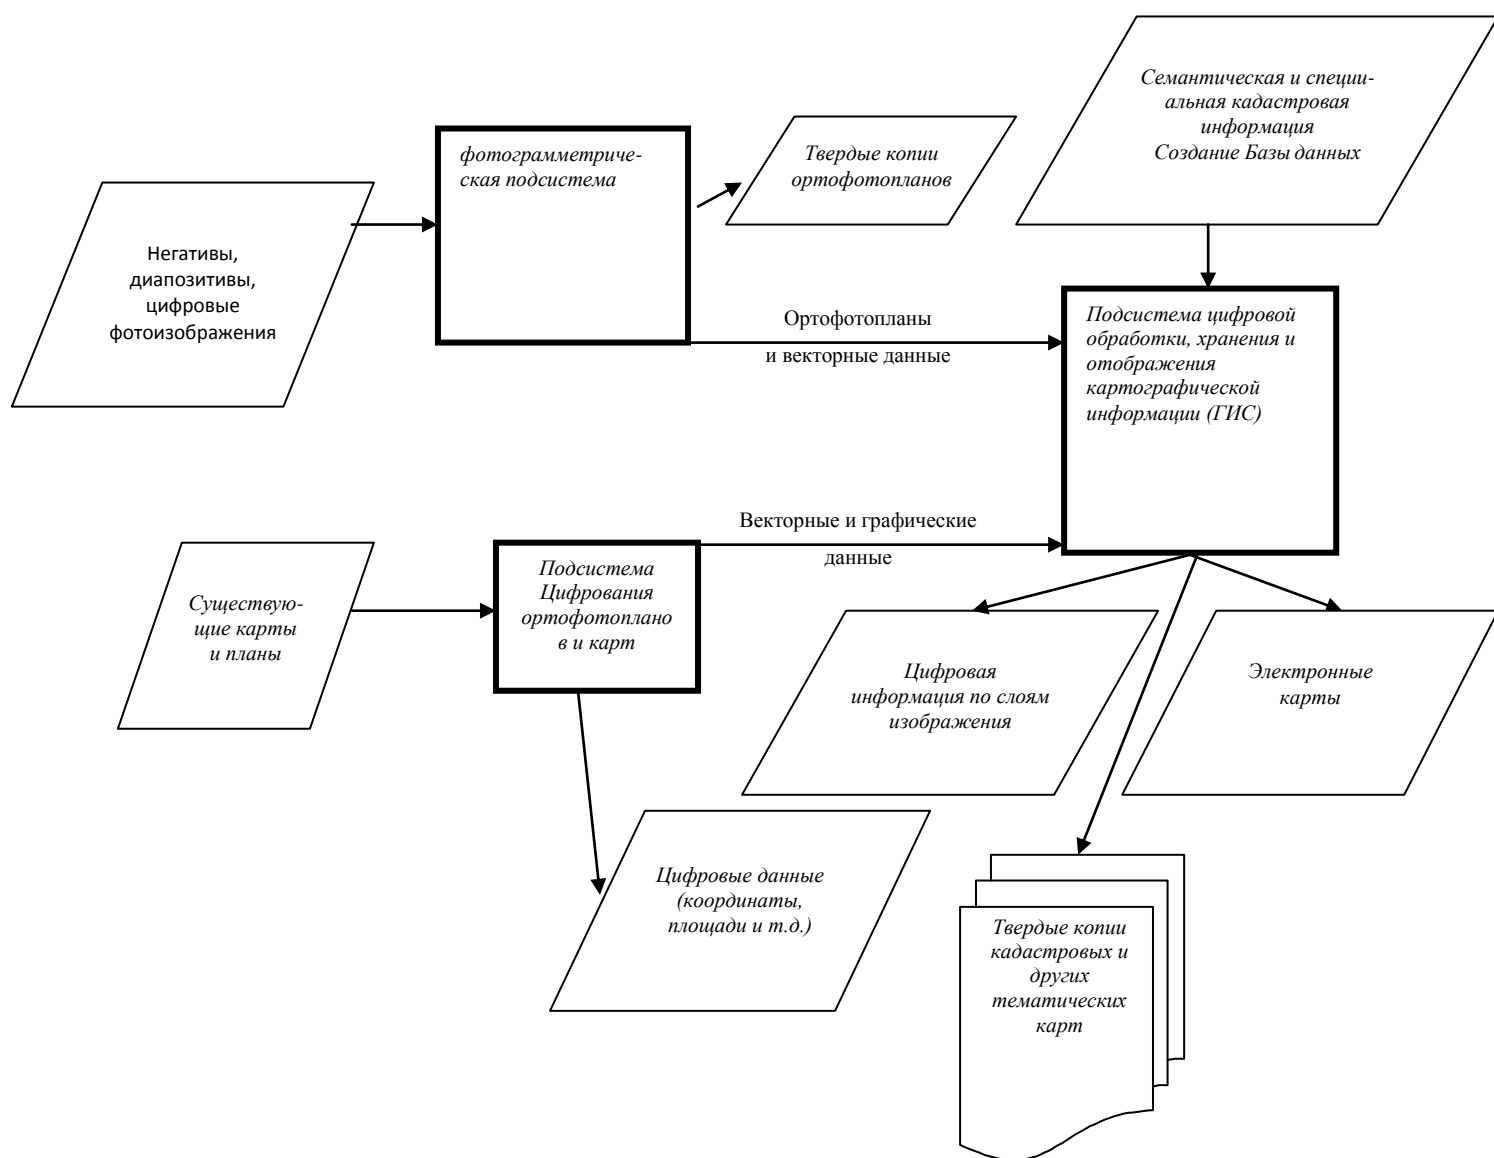 Семантическая и специ-
альная кадастровая
информация
Создание Базы данных
фотограмметриче-
ская подсистема
Твердые копии
ортофотопланов
Негативы,
диапозитивы,
цифровые
фотоизображения
Ортофотопланы
и векторные данные
Подсистема цифровой
обработки, хранения и
отображения
картографической
информации (ГИС)
Векторные и графические
данные
Существую-
щие карты
и планы
Подсистема
Цифрования
ортофотоплано
в и карт
Цифровая
информация по слоям
изображения
Электронные
карты
Цифровые данные
(координаты,
площади и т.д.)
Твердые копии
кадастровых и
других
тематических
карт